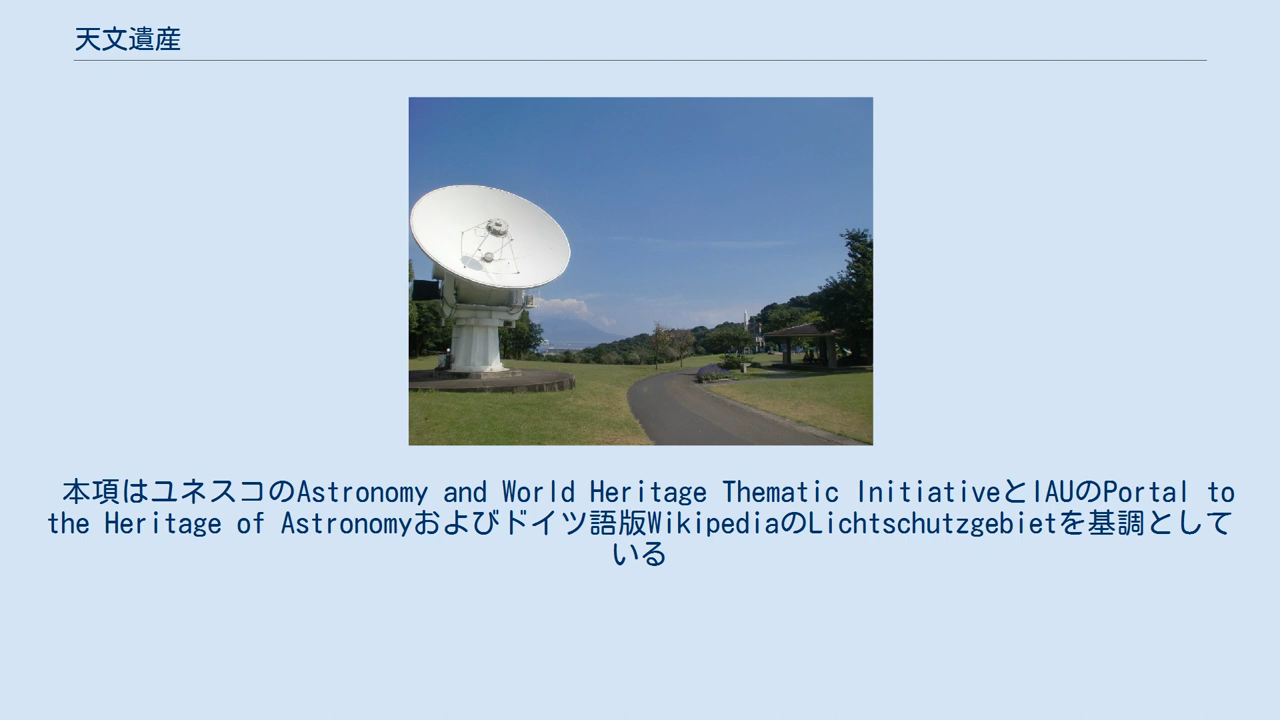 天文遺産
本項はユネスコのAstronomy and World Heritage Thematic InitiativeとIAUのPortal to
the Heritage of Astronomyおよびドイツ語版WikipediaのLichtschutzgebietを基調として
いる